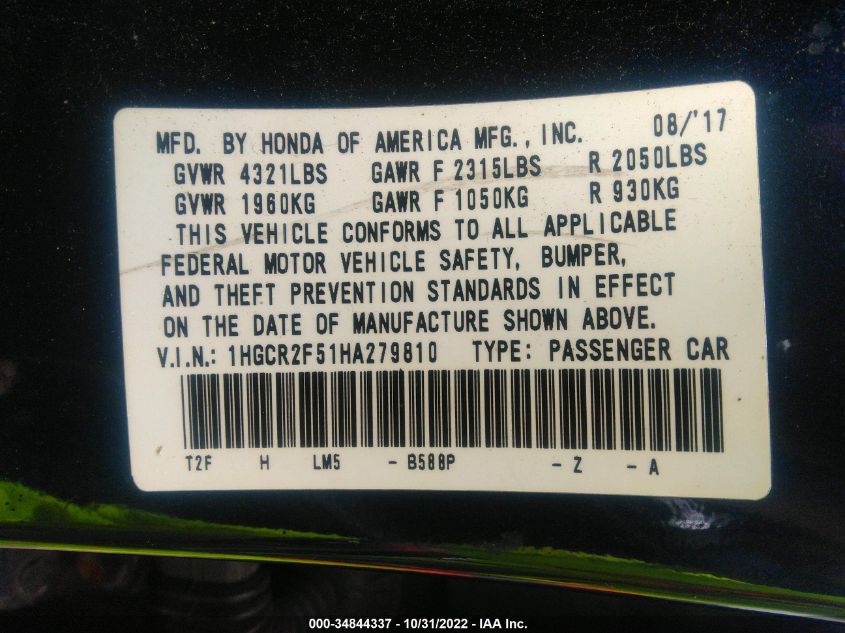 MFD. BY HONDA OF AMERICA MFG., INC. 08/'17
GVWR 4321LBS GAWR F 2315LBS R 2050LBS
GVWR 1960KG GAWR F 1050KG R 930KG
THIS VEHICLE CONFORMS TO ALL APPLICABLE
FEDERAL MOTOR VEHICLE SAFETY, BUMPER,
AND THEFT PREVENTION STANDARDS IN EFFECT
ON THE DATE OF MANUFACTURE SHOWN ABOVE.
V.I.N.: 1HGCR2F51HA279810 TYPE: PASSENGER CAR
T2F H LM5 - B588P - Z - A
000-34844337 - 10/31/2022 - IAA Inc.